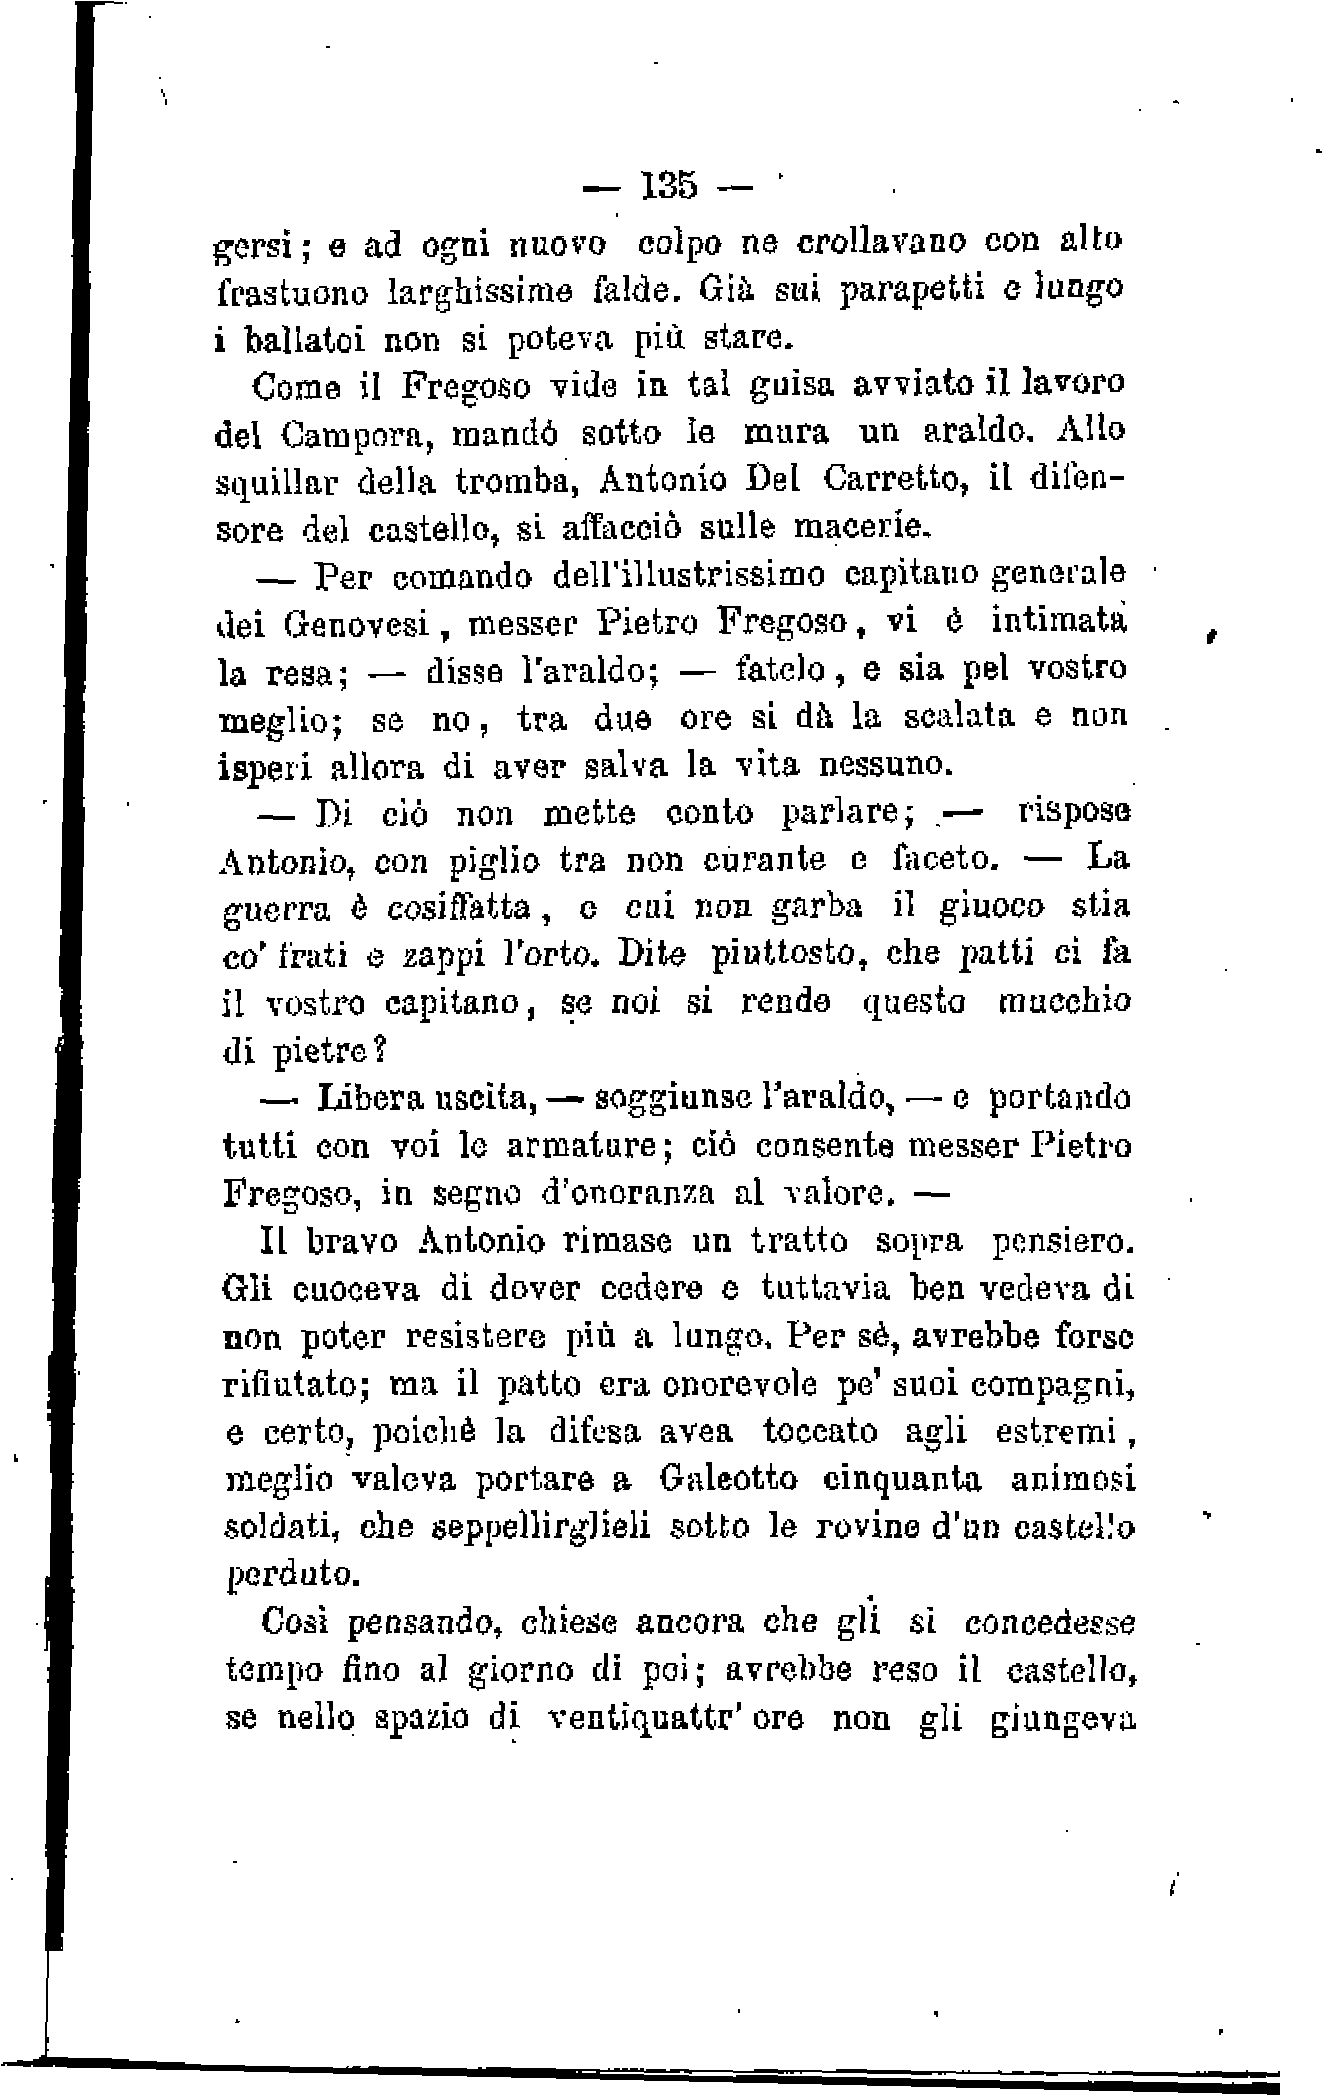 — 135 —
gersi; e ad ogni nuovo colpo ne crollavano con alto
frastuono larghissime falde. Già sui parapetti e lungo
i ballatoi non si poteva più stare.
Come il Fregoso vide in tal guisa avviato il lavoro
del Campora, mandò sotto le mura un araldo. Allo
squillar della tromba, Antonio Del Carretto, il difen-
sore del castello, si affacciò sulle macerie.
— Per comando dell'illustrissimo capitano generale
dei Genovesi, messer Pietro Fregoso, vi è intimata
la resa; — disse l'araldo; — fatelo, e sia pel vostro
meglio; se no, tra due ore si dà la scalata e non
isperi allora di aver salva la vita nessuno.
— Di ciò non mette conto parlare; — rispose
Antonio, con piglio tra non curante e faceto. — La
guerra è cosiffatta, e cui non garba il giuoco stia
co' frati e zappi l'orto. Dite piuttosto, che patti ci fa
il vostro capitano, se noi si rende questo mucchio
di pietre?
— Libera uscita, — soggiunse l'araldo, — e portando
tutti con voi le armature; ciò consente messer Pietro
Fregoso, in segno d'onoranza al valore. —
Il bravo Antonio rimase un tratto sopra pensiero.
Gli cuoceva di dover cedere e tuttavia ben vedeva di
non poter resistere più a lungo. Per sè, avrebbe forse
rifiutato; ma il patto era onorevole pe' suoi compagni,
e certo, poichè la difesa avea toccato agli estremi,
meglio valeva portare a Galeotto cinquanta animosi
soldati, che seppellirglieli sotto le rovine d'un castello
perduto.
Così pensando, chiese ancora che gli si concedesse
tempo fino al giorno di poi; avrebbe reso il castello,
se nello spazio di ventiquattr' ore non gli giungeva